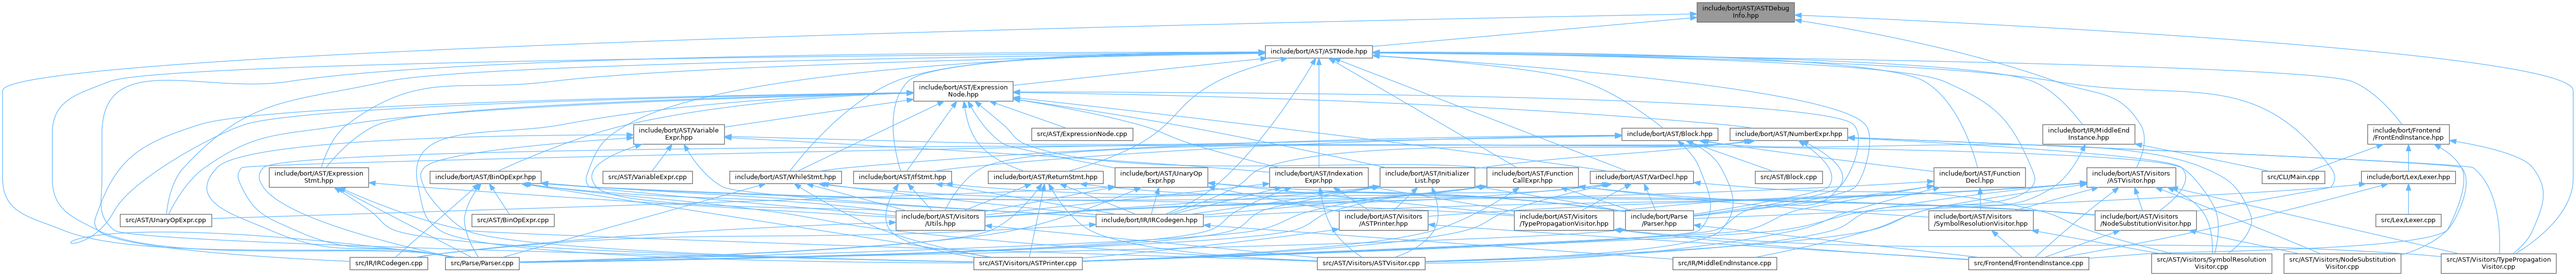 include/bort/AST/ASTDebug
Info.hpp
include/bort/AST/ASTNode.hpp
include/bort/AST/Expression
Node.hpp
include/bort/AST/Variable
Expr.hpp
src/AST/ExpressionNode.cpp
include/bort/AST/Block.hpp
include/bort/AST/NumberExpr.hpp
include/bort/IR/MiddleEnd
Instance.hpp
include/bort/Frontend
/FrontEndInstance.hpp
include/bort/AST/Expression
Stmt.hpp
include/bort/AST/BinOpExpr.hpp
src/AST/VariableExpr.cpp
include/bort/AST/WhileStmt.hpp
include/bort/AST/IfStmt.hpp
include/bort/AST/ReturnStmt.hpp
include/bort/AST/UnaryOp
Expr.hpp
include/bort/AST/Indexation
Expr.hpp
include/bort/AST/Initializer
List.hpp
include/bort/AST/Function
CallExpr.hpp
include/bort/AST/VarDecl.hpp
src/AST/Block.cpp
include/bort/AST/Function
Decl.hpp
include/bort/AST/Visitors
/ASTVisitor.hpp
src/CLI/Main.cpp
include/bort/Lex/Lexer.hpp
src/AST/UnaryOpExpr.cpp
src/AST/BinOpExpr.cpp
include/bort/AST/Visitors
/Utils.hpp
include/bort/IR/IRCodegen.hpp
include/bort/AST/Visitors
/ASTPrinter.hpp
include/bort/AST/Visitors
/TypePropagationVisitor.hpp
include/bort/Parse
/Parser.hpp
include/bort/AST/Visitors
/SymbolResolutionVisitor.hpp
include/bort/AST/Visitors
/NodeSubstitutionVisitor.hpp
src/Lex/Lexer.cpp
src/IR/IRCodegen.cpp
src/Parse/Parser.cpp
src/AST/Visitors/ASTPrinter.cpp
src/AST/Visitors/ASTVisitor.cpp
src/IR/MiddleEndInstance.cpp
src/Frontend/FrontendInstance.cpp
src/AST/Visitors/SymbolResolution
Visitor.cpp
src/AST/Visitors/NodeSubstitution
Visitor.cpp
src/AST/Visitors/TypePropagation
Visitor.cpp